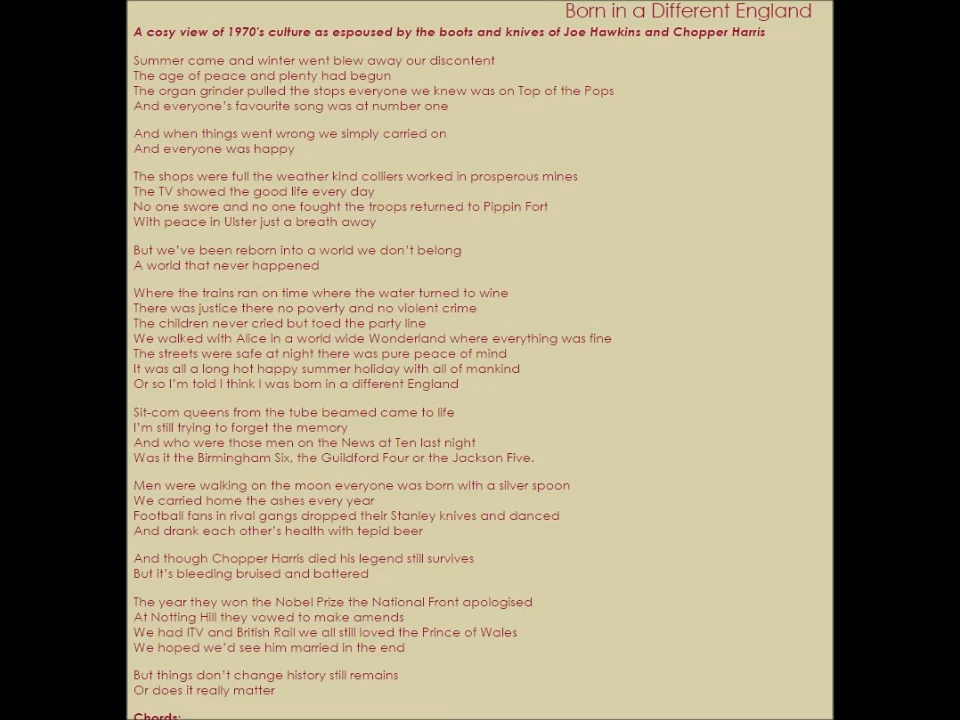 Born in a Different England
A cosy view of 1970's culture as espoused by the boots and knives of Joe Hawkins and Chopper Harris
Summer came and winter went blew away our discontent
The age of peace and plenty had begun
The organ grinder pulled the stops everyone we knew was on Top of the Pops
And everyone's favourite song was at number one
And when things went wrong we simply carried on
And everyone was happy
The shops were full the weather kind colliers worked in prosperous mines
The TV showed the good life every day
No one swore and no one fought the troops returned to Pippin Fort
With peace in Ulster just a breath away
But we've been reborn into a world we don't belong
A world that never happened
Where the trains ran on time where the water turned to wine
There was justice there no poverty and no violent crime
The children never cried but toed the party line
We walked with Alice in a world wide Wonderland where everything was fine
The streets were safe at night there was pure peace of mind
It was all a long hot happy summer holiday with all of mankind
Or so I'm told I think I was born in a different England
Sit-com queens from the tube beamed came to life
I'm still trying to forget the memory
And who were those men on the News at Ten last night
Was it the Birmingham Six, the Guildford Four or the Jackson Five.
Men were walking on the moon everyone was born with a silver spoon
We carried home the ashes every year
Football fans in rival gangs dropped their Stanley knives and danced
And drank each other's health with tepid beer
And though Chopper Harris died his legend still survives
But it's bleeding bruised and battered
The year they won the Nobel Prize the National Front apologised
At Notting Hill they vowed to make amends
We had ITV and British Rail we all still loved the Prince of Wales
We hoped we'd see him married in the end
But things don't change history still remains
Or does it really matter
Chords: